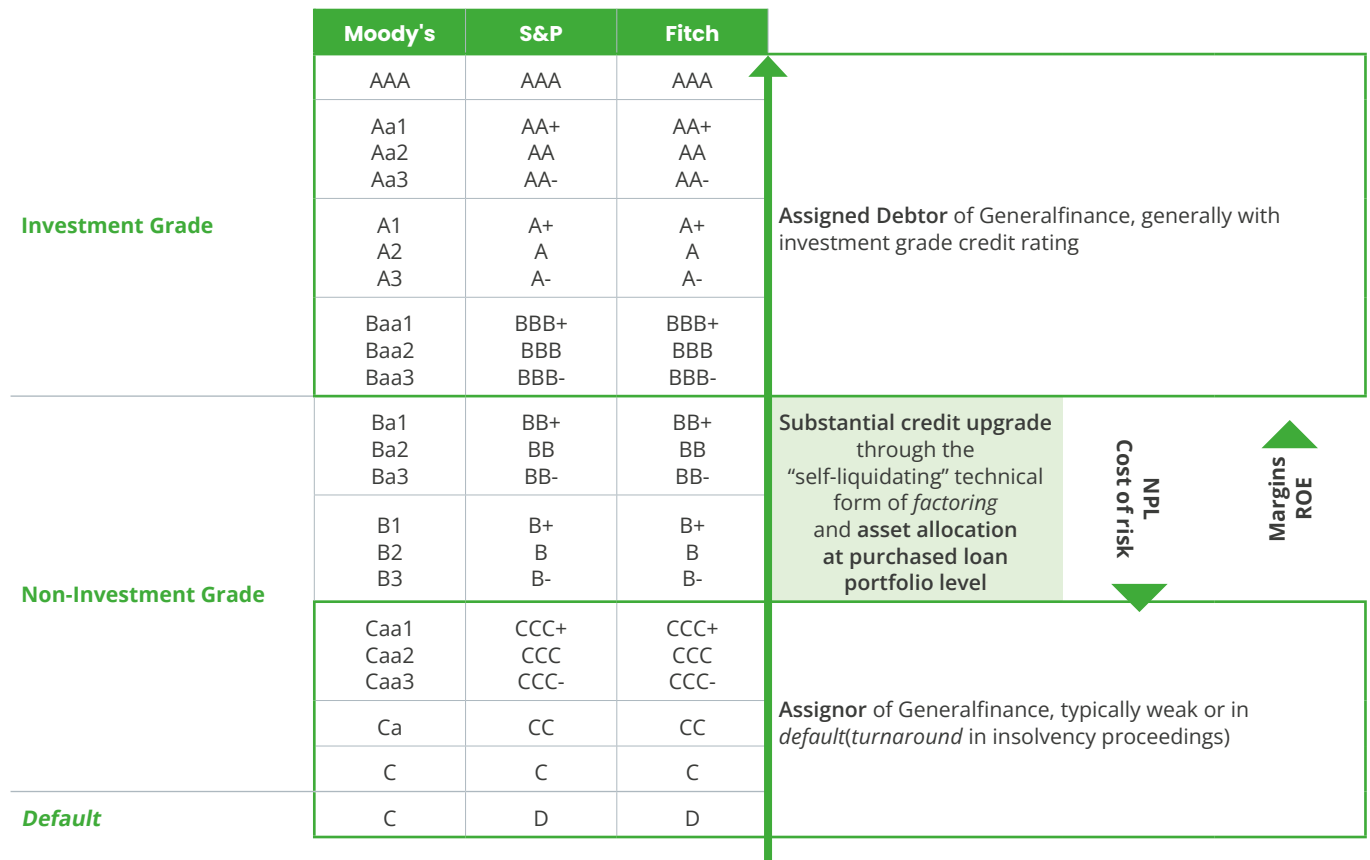 Moody's S&P Fitch
AAA AAA AAA
Aa1 AA+ AA+
Aa2 AA AA
Aa3 AA- AA-
Investment Grade
A1 A+ A+
A2 A A
A3 A- A-
Baa1 BBB+ BBB+
Baa2 BBB BBB
Baa3 BBB- BBB-
Assigned Debtor of Generalfinance, generally with
investment grade credit rating
Ba1 BB+ BB+
Ba2 BB BB
Ba3 BB- BB-
B1 B+ B+
B2 B B
B3 B- B-
Substantial credit upgrade
through the
“self-liquidating” technical
form of factoring
and asset allocation
at purchased loan
portfolio level
NPL
Cost of risk
Margins
ROE
Non-Investment Grade
Caa1 CCC+ CCC+
Caa2 CCC CCC
Caa3 CCC- CCC-
Ca CC CC
C C C
Assignor of Generalfinance, typically weak or in
default(turnaround in insolvency proceedings)
Default
C D D